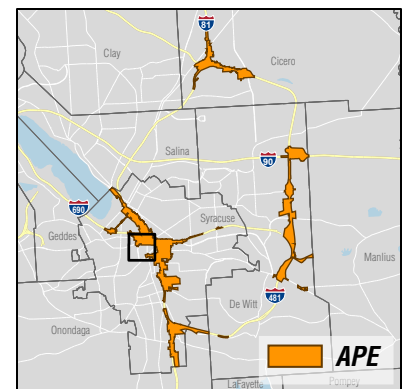 81
Clay
Cicero
Salina
90
690
Syracuse
Geddes
Manlius
481
De Witt
Onondaga
APE
LaFayette
Pompey